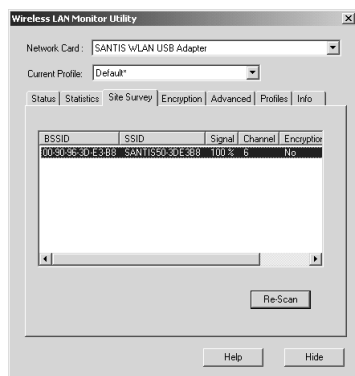 Wireless LAN Monitor Utility
Network Card : SANTIS WLAN USB Adapter
Current Profile: Default*
Status Statistics Site Survey Encryption Advanced Profiles Info
BSSID SSID Signal Channel Encryption
00-90-96-3D-E3-B8 SANTIS50-3DE3B8 100 % 6 No
Re-Scan
Help Hide